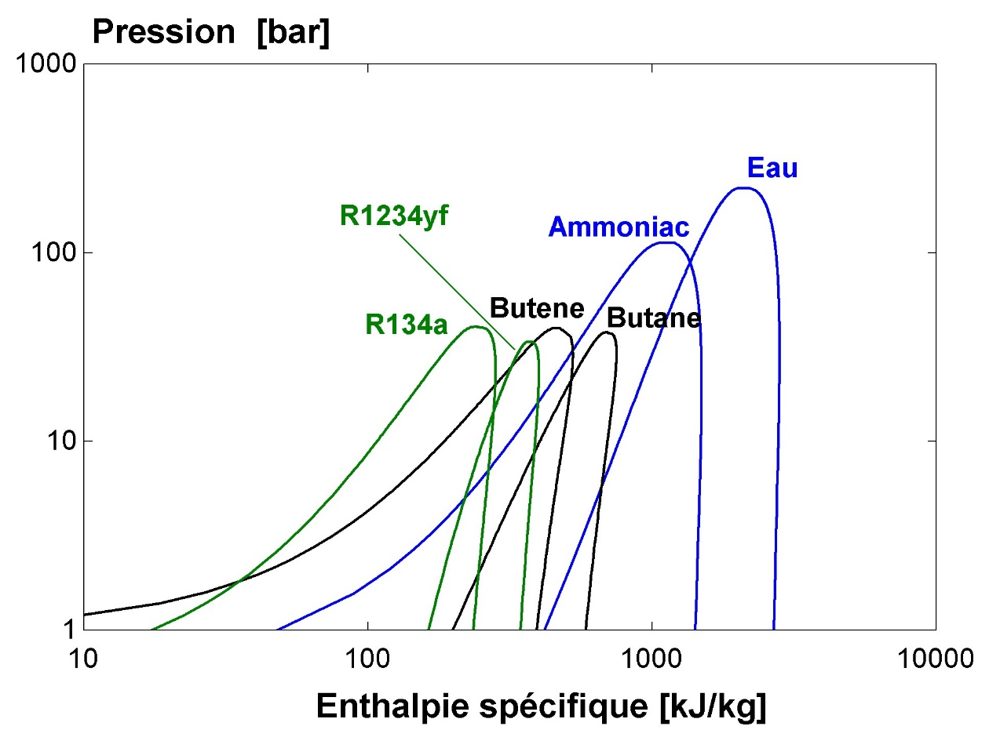 Pression [bar]
1000
Eau
R1234yf
Ammoniac
100
Butene
Butane
R134a
10
1
10
100
1000
10000
Enthalpie spécifique [kJ/kg]